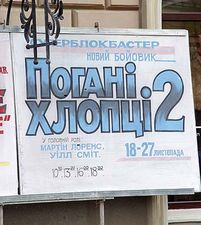 ЕРБЛОКБАСТЕР
НОВИЙ БОЙОВИК
ПОГАНІ
ХЛОПЦІ 2
У ГОЛОВНІЙ РОЛІ:
МАРТІН ЛОРЕНС,
УІЛЛ СМІТ.
18-27 ЛИСТОПАДА